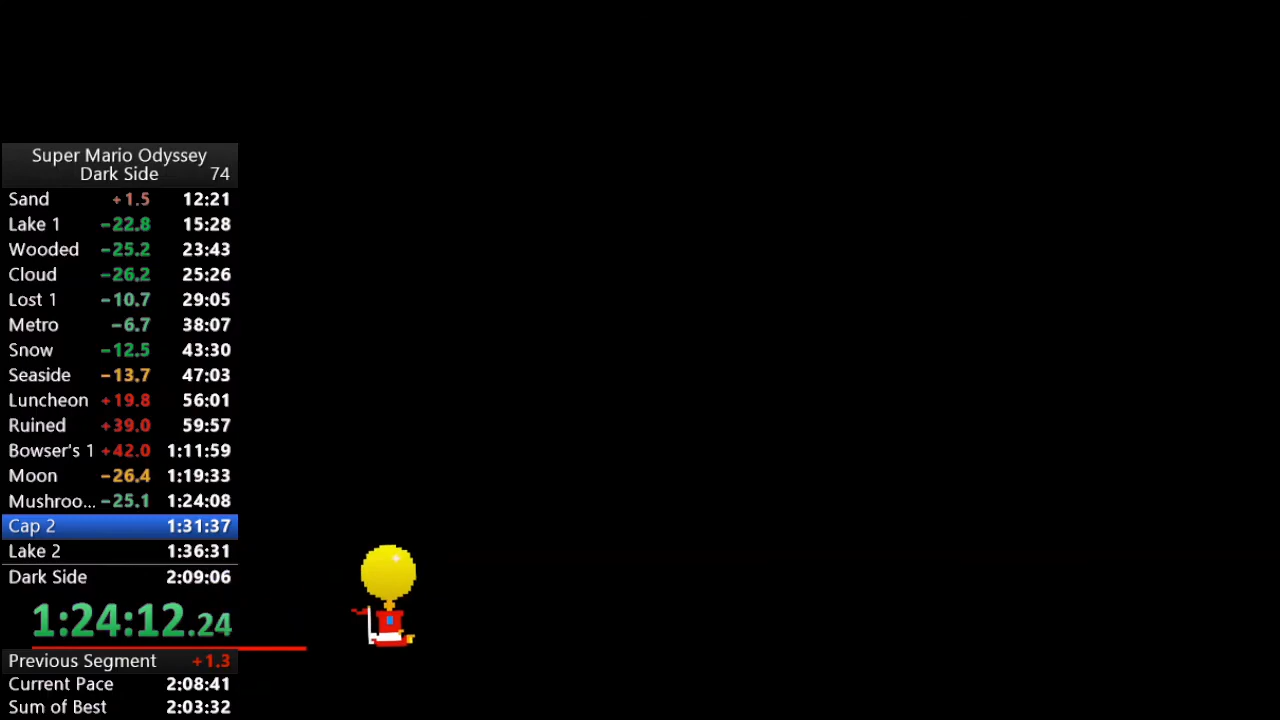 Super Mario Odyssey
Dark Side 74
Sand +1.5 12:21
Lake 1 -22.8 15:28
Wooded -25.2 23:43
Cloud -26.2 25:26
Lost 1 -10.7 29:05
Metro -6.7 38:07
Snow -12.5 43:30
Seaside -13.7 47:03
Luncheon +19.8 56:01
Ruined +39.0 59:57
Bowser's 1 +42.0 1:11:59
Moon -26.4 1:19:33
Mushroo... -25.1 1:24:08
Cap 2 1:31:37
Lake 2 1:36:31
Dark Side 2:09:06
1:24:12.24
Previous Segment +1.3
Current Pace 2:08:41
Sum of Best 2:03:32